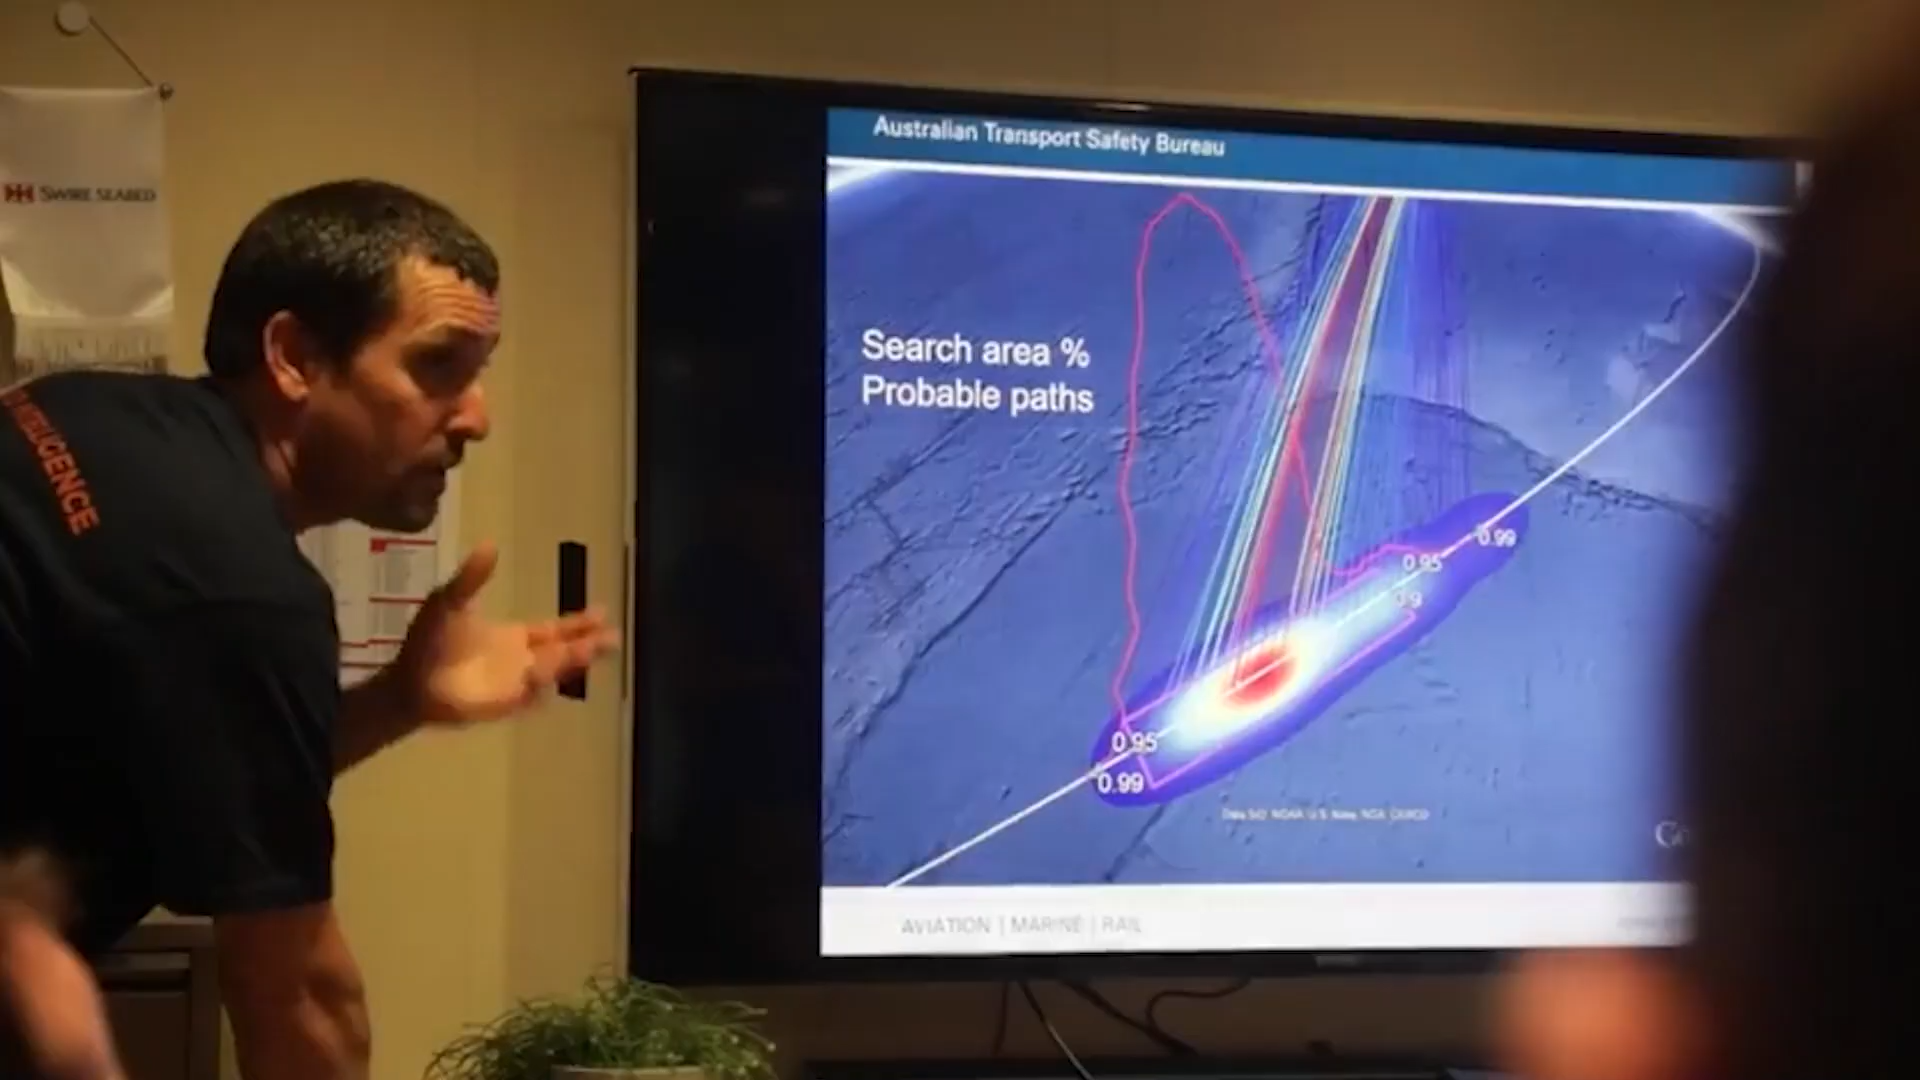 SWIRE SEABED
Australian Transport Safety Bureau
Search area %
Probable paths
0.99
0.95
0.9
0.95
0.99
AVIATION | MARINE | RAIL